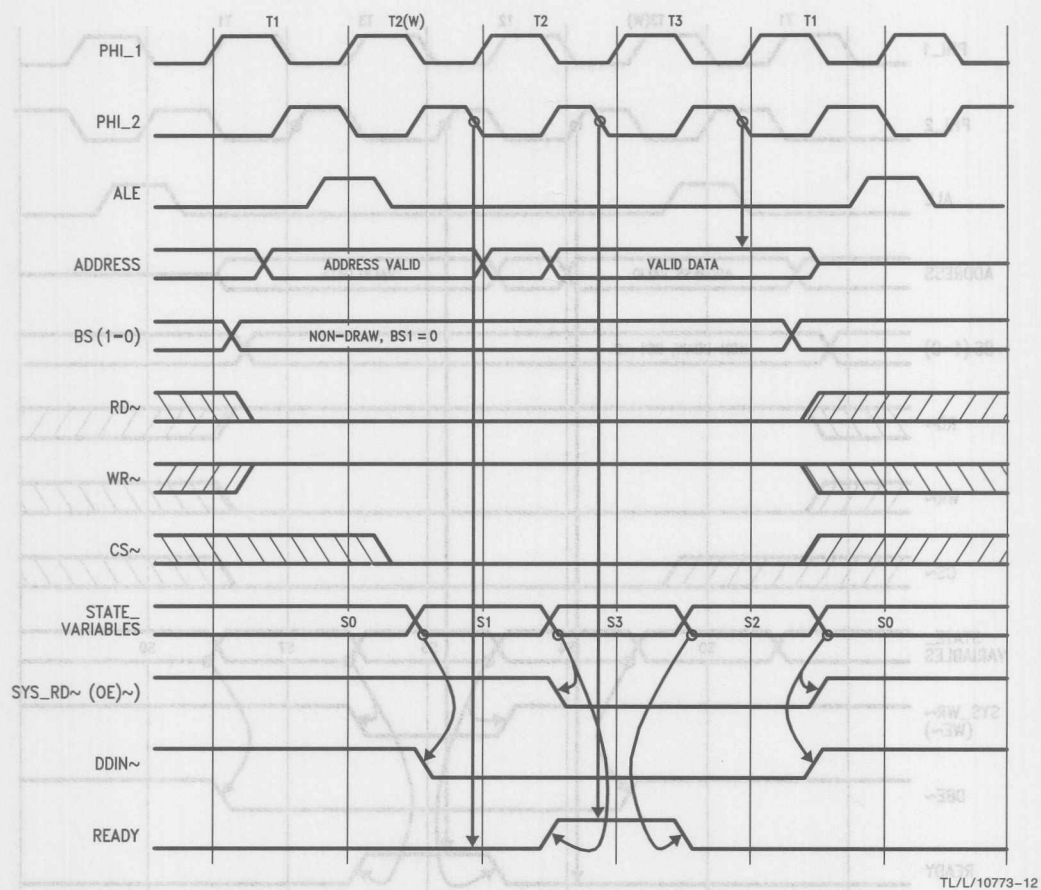 T1 T2(W) T2 T3 T1
PHI_1
PHI_2
ALE
ADDRESS ADDRESS VALID VALID DATA
BS (1-0) NON-DRAW, BS1 = 0
RD~
WR~
CS~
STATE_
VARIABLES S0 S1 S3 S2 S0
SYS_RD~ (OE)~)
DDIN~
READY
TL/L/10773-12